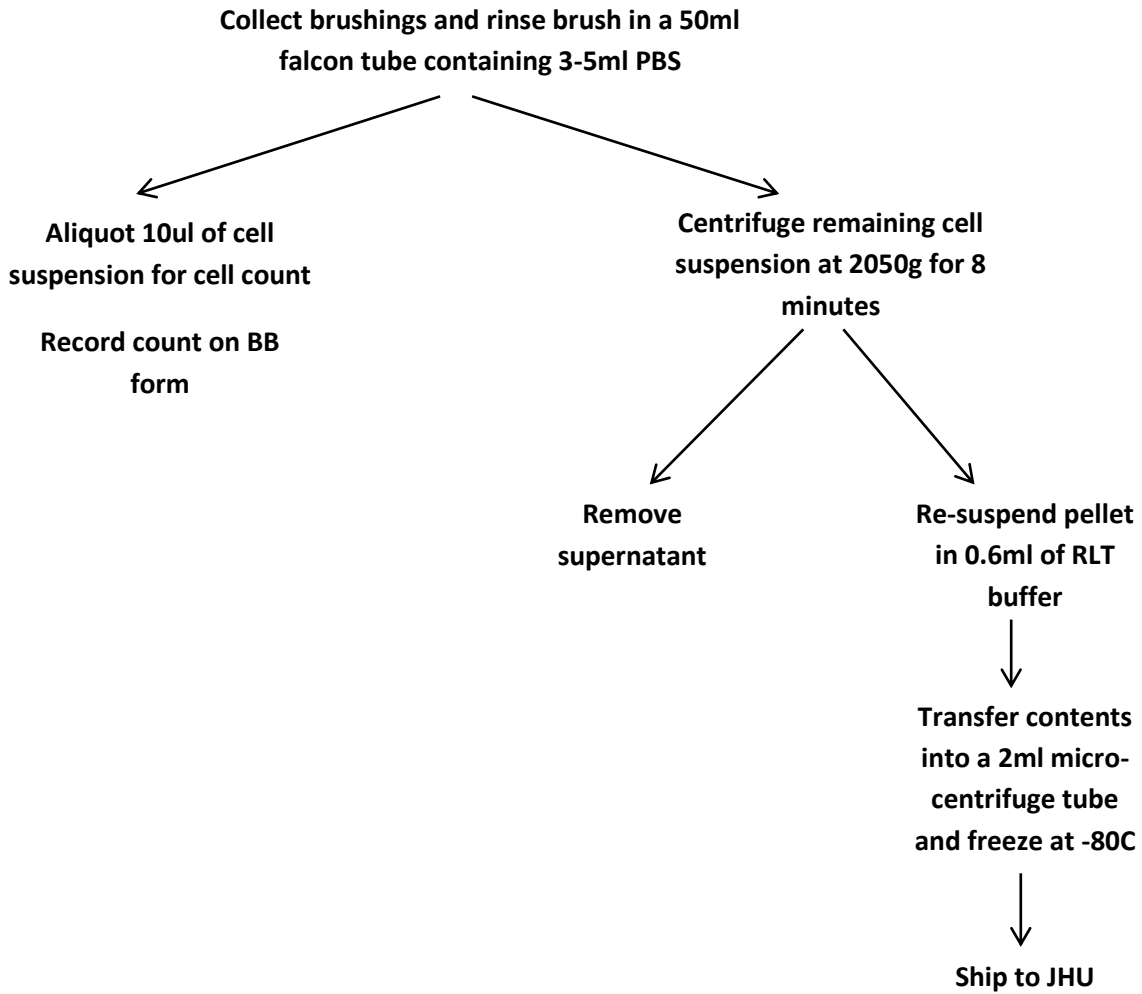 Collect brushings and rinse brush in a 50ml
falcon tube containing 3-5ml PBS
Aliquot 10ul of cell
suspension for cell count
Record count on BB
form
Centrifuge remaining cell
suspension at 2050g for 8
minutes
Remove
supernatant
Re-suspend pellet
in 0.6ml of RLT
buffer
Transfer contents
into a 2ml micro-
centrifuge tube
and freeze at -80C
Ship to JHU